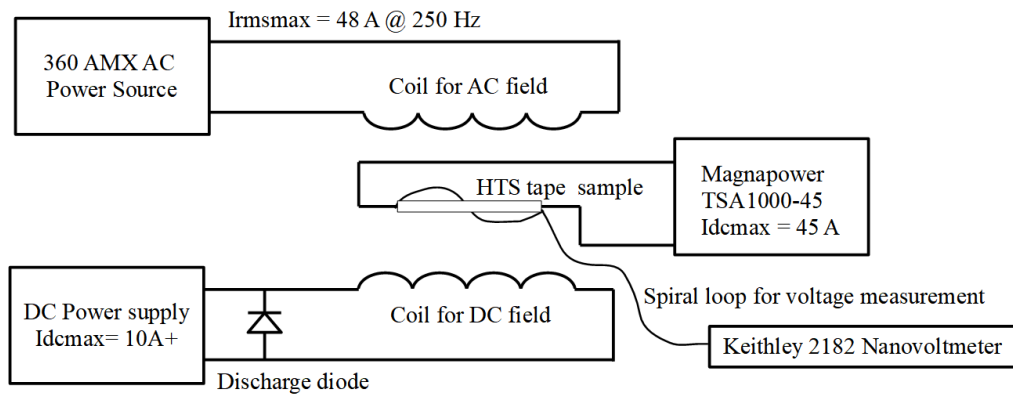 Irmsmax = 48 A @ 250 Hz
360 AMX AC
Power Source
Coil for AC field
HTS tape sample
Magnapower
TSA1000-45
Idcmax = 45 A
DC Power supply
Idcmax= 10A+
Coil for DC field
Spiral loop for voltage measurement
Keithley 2182 Nanovoltmeter
Discharge diode